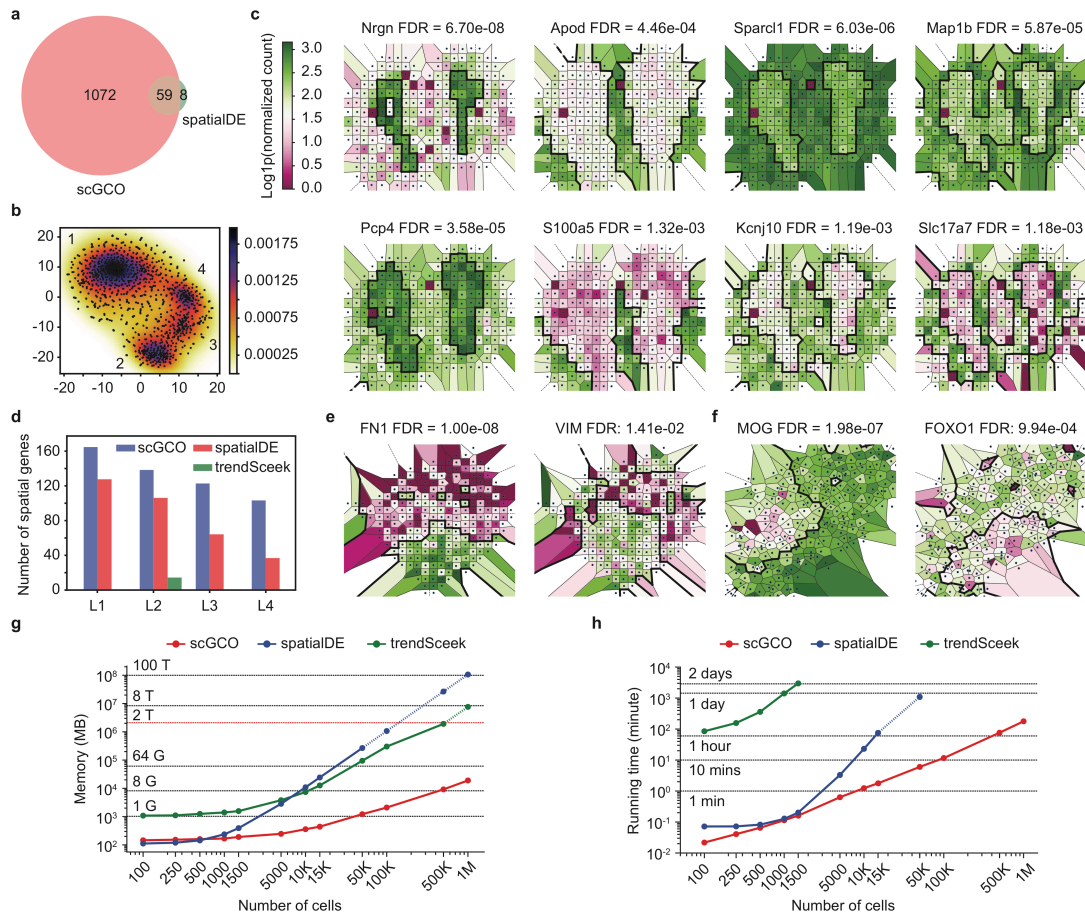 a
1072
59
8
spatialDE
scGCO
b
20
10
0
-10
-20
-20
-10
0
10
20
1
4
3
2
0.00175
0.00125
0.00075
0.00025
c
Log1p(normalized count)
3.0
2.5
2.0
1.5
1.0
0.5
0.0
Nrgn FDR = 6.70e-08
Apod FDR = 4.46e-04
Sparcl1 FDR = 6.03e-06
Map1b FDR = 5.87e-05
Pcp4 FDR = 3.58e-05
S100a5 FDR = 1.32e-03
Kcnj10 FDR = 1.19e-03
Slc17a7 FDR = 1.18e-03
d
Number of spatial genes
160
120
80
40
0
scGCO
spatialDE
trendSceek
L1
L2
L3
L4
e
FN1 FDR = 1.00e-08
VIM FDR: 1.41e-02
f
MOG FDR = 1.98e-07
FOXO1 FDR: 9.94e-04
g
scGCO
spatialDE
trendSceek
Memory (MB)
10^8
10^7
10^6
10^5
10^4
10^3
10^2
100 T
8 T
2 T
64 G
8 G
1 G
100
250
500
1000
1500
5000
10K
15K
50K
100K
500K
1M
Number of cells
h
scGCO
spatialDE
trendSceek
Running time (minute)
10^4
10^3
10^2
10^1
10^0
10^-1
10^-2
2 days
1 day
1 hour
10 mins
1 min
100
250
500
1000
1500
5000
10K
15K
50K
100K
500K
1M
Number of cells